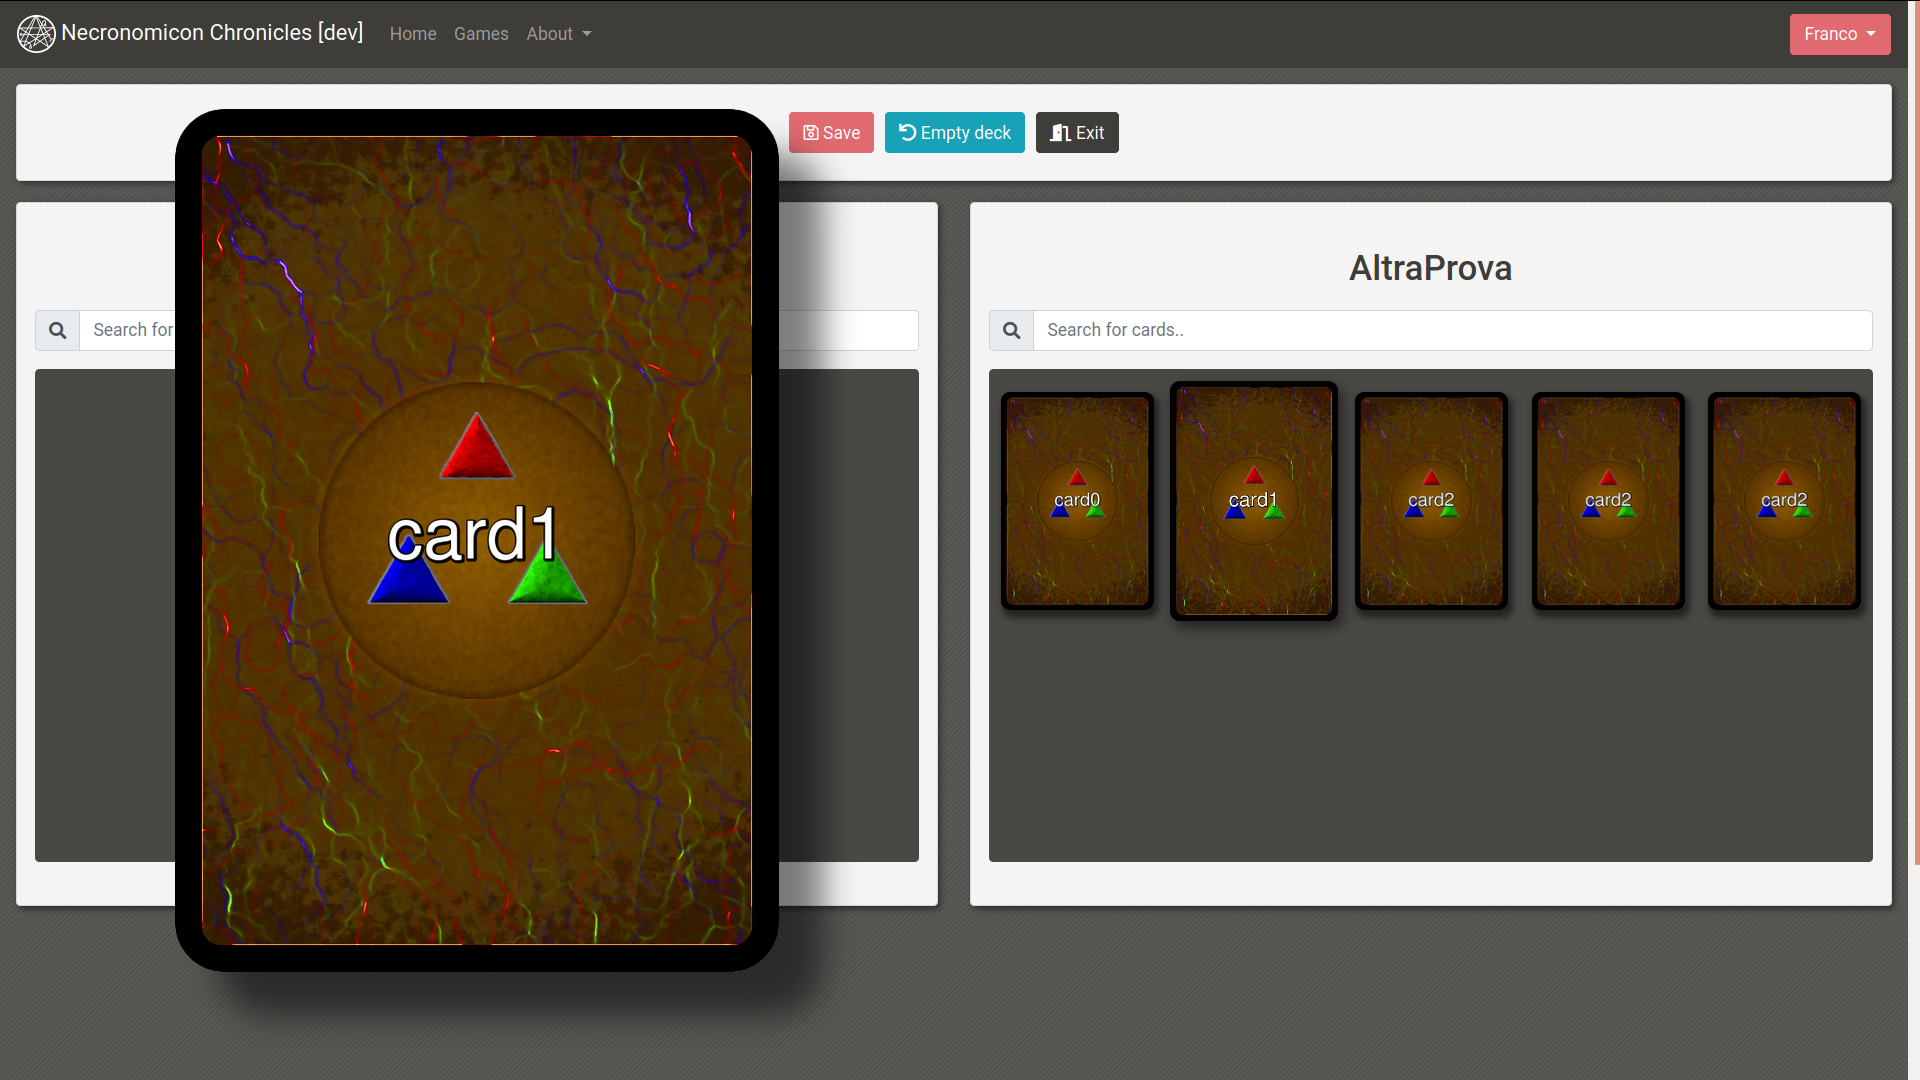 Necronomicon Chronicles [dev]
Home
Games
About
Franco
Save
Empty deck
Exit
AltraProva
Search for
Search for cards..
card1
card0
card1
card2
card2
card2